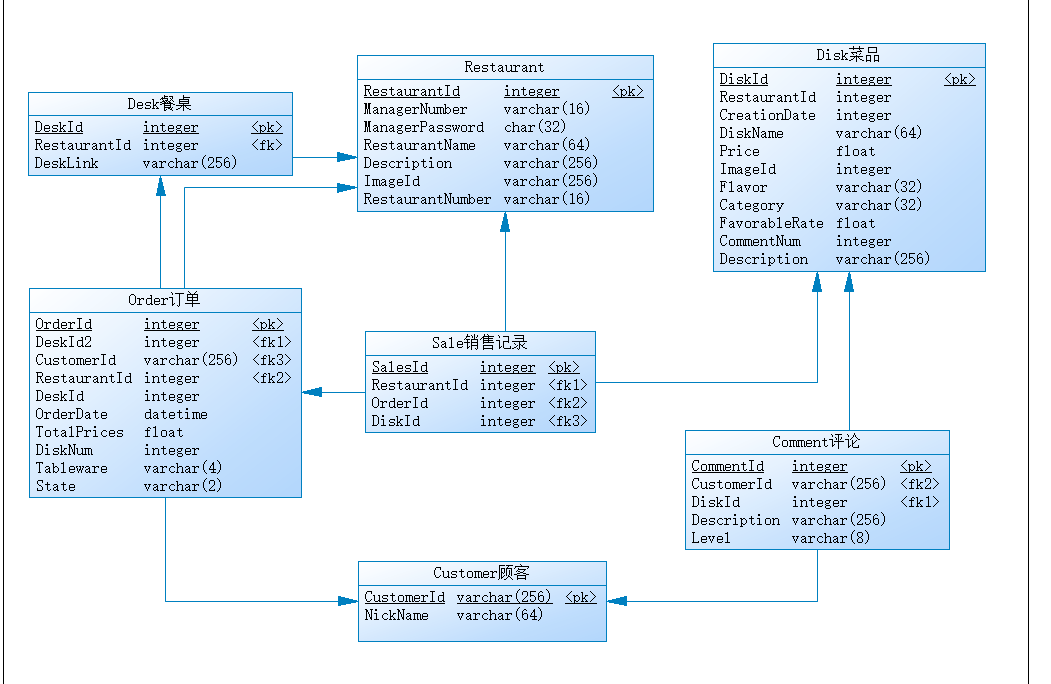 Desk餐桌
DeskId integer <pk>
RestaurantId integer <fk>
DeskLink varchar(256)
Restaurant
RestaurantId integer <pk>
ManagerNumber varchar(16)
ManagerPassword char(32)
RestaurantName varchar(64)
Description varchar(256)
ImageId varchar(256)
RestaurantNumber varchar(16)
Disk菜品
DiskId integer <pk>
RestaurantId integer
CreationDate integer
DiskName varchar(64)
Price float
ImageId integer
Flavor varchar(32)
Category varchar(32)
FavorableRate float
CommentNum integer
Description varchar(256)
Order订单
OrderId integer <pk>
DeskId2 integer <fk1>
CustomerId varchar(256) <fk3>
RestaurantId integer <fk2>
DeskId integer
OrderDate datetime
TotalPrices float
DiskNum integer
Tableware varchar(4)
State varchar(2)
Sale销售记录
SalesId integer <pk>
RestaurantId integer <fk1>
OrderId integer <fk2>
DiskId integer <fk3>
Comment评论
CommentId integer <pk>
CustomerId varchar(256) <fk2>
DiskId integer <fk1>
Description varchar(256)
Level varchar(8)
Customer顾客
CustomerId varchar(256) <pk>
NickName varchar(64)